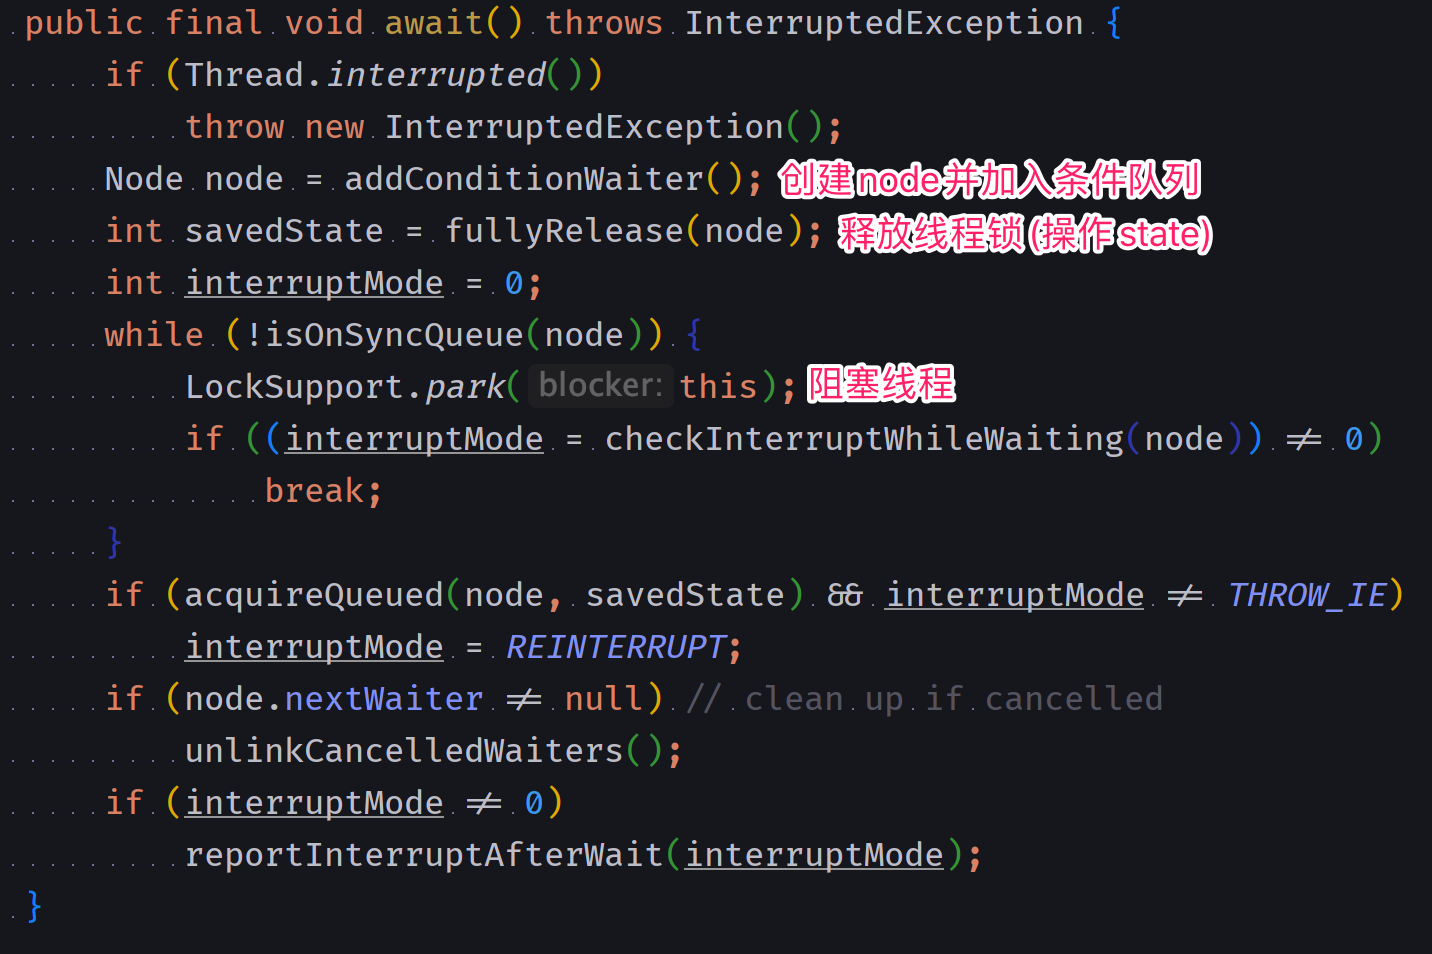 public final void await() throws InterruptedException {
if (Thread.interrupted())
throw new InterruptedException();
Node node = addConditionWaiter(); 创建node并加入条件队列
int savedState = fullyRelease(node); 释放线程锁(操作state)
int interruptMode = 0;
while (!isOnSyncQueue(node)) {
LockSupport.park( blocker: this); 阻塞线程
if ((interruptMode = checkInterruptWhileWaiting(node)) != 0)
break;
}
if (acquireQueued(node, savedState) && interruptMode != THROW_IE)
interruptMode = REINTERRUPT;
if (node.nextWaiter != null) // clean up if cancelled
unlinkCancelledWaiters();
if (interruptMode != 0)
reportInterruptAfterWait(interruptMode);
}